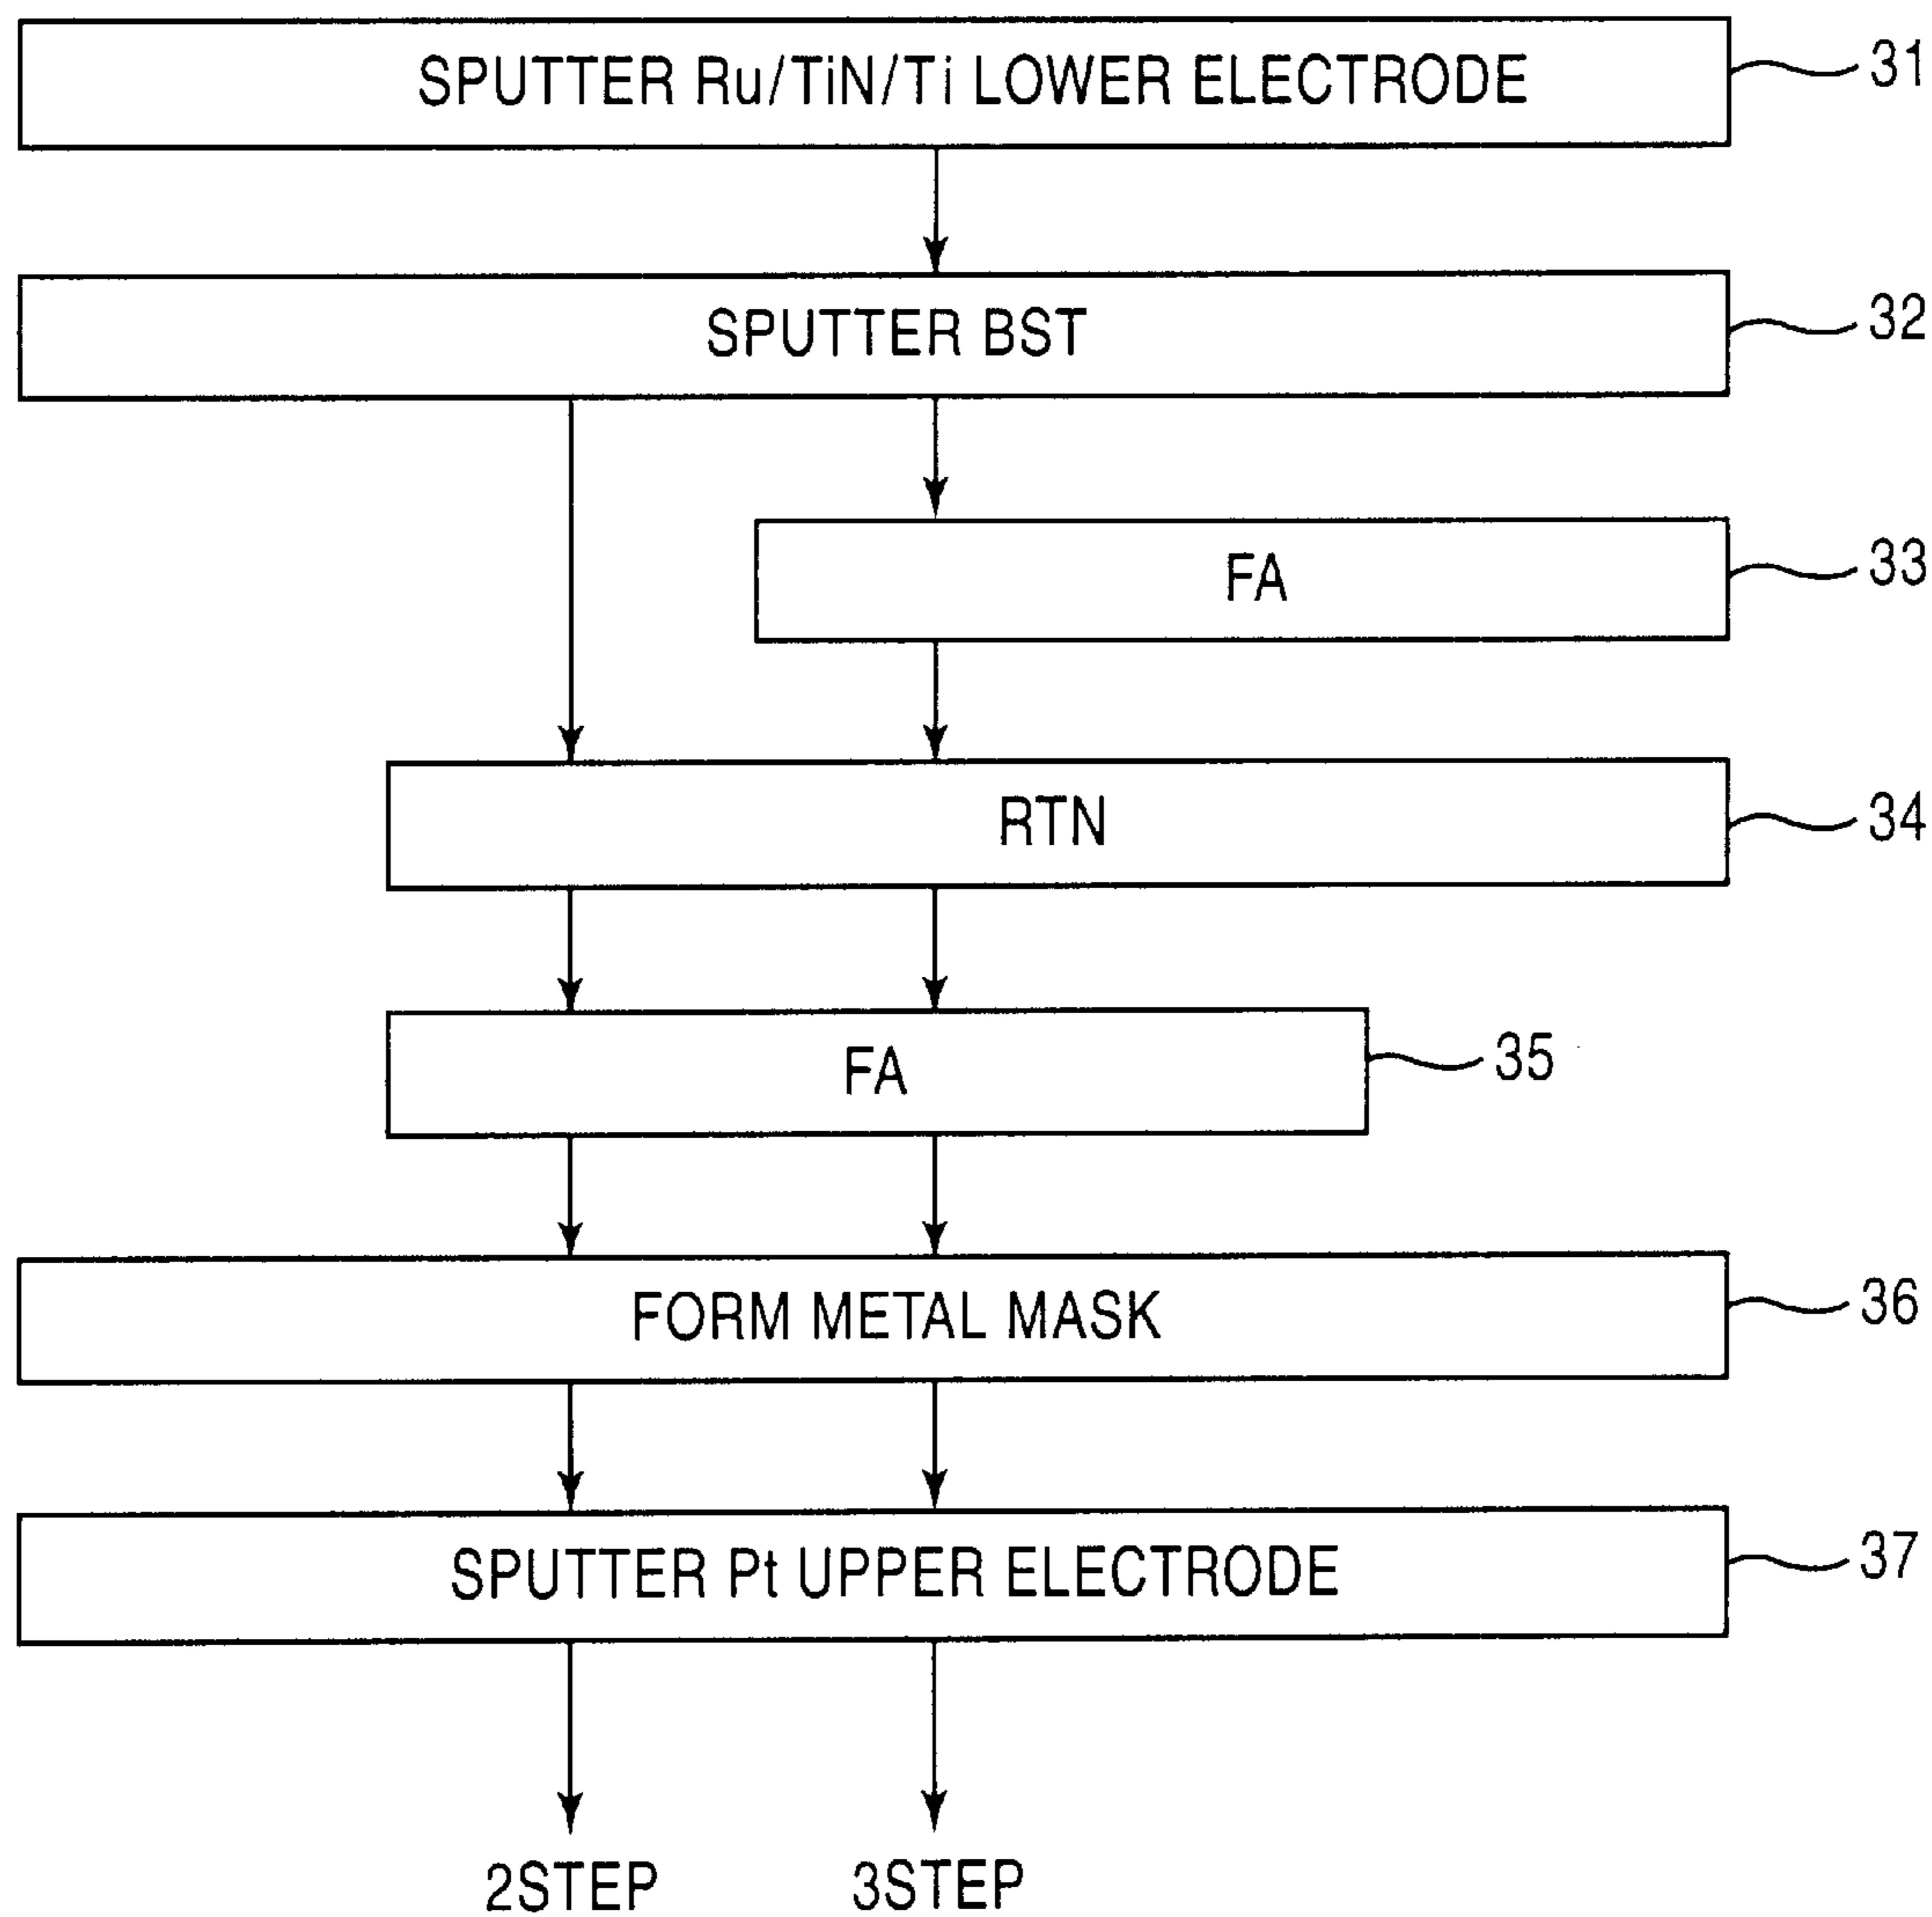 SPUTTER Ru/TiN/Ti LOWER ELECTRODE 31
SPUTTER BST 32
FA 33
RTN 34
FA 35
FORM METAL MASK 36
SPUTTER Pt UPPER ELECTRODE 37
2STEP 3STEP